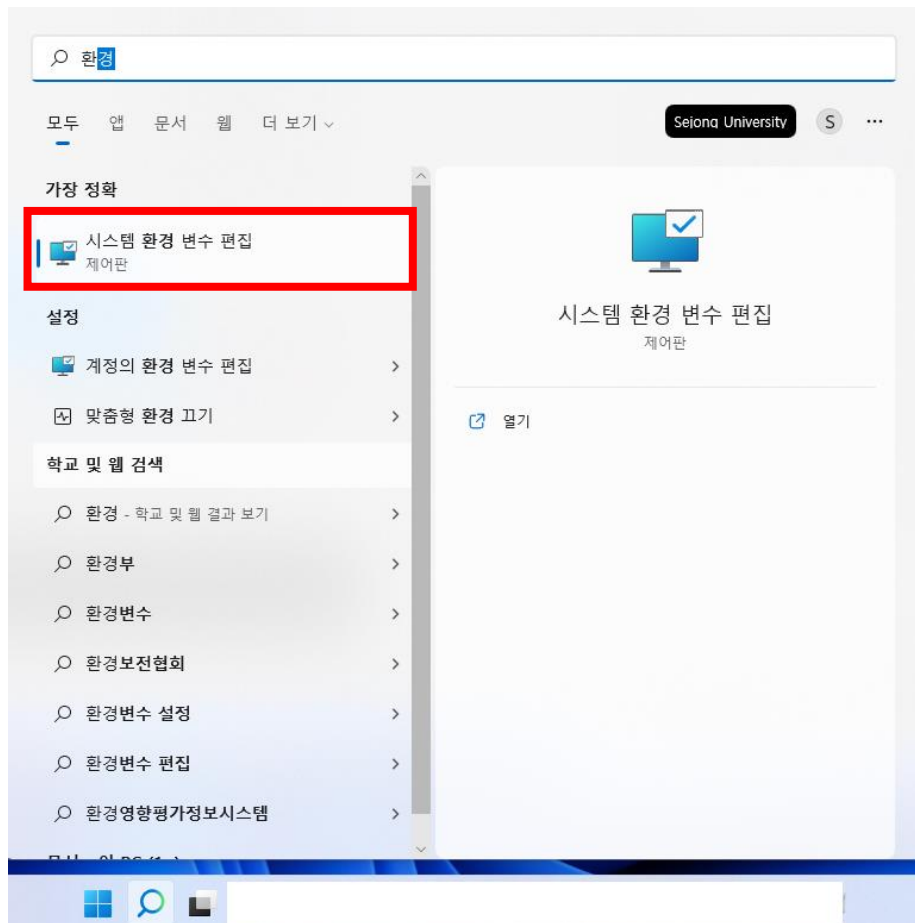 환경
모두 앱 문서 웹 더 보기
Sejong University S ...
가장 정확
시스템 환경 변수 편집
제어판
설정
계정의 환경 변수 편집
맞춤형 환경 끄기
학교 및 웹 검색
환경 - 학교 및 웹 결과 보기
환경부
환경변수
환경보전협회
환경변수 설정
환경변수 편집
환경영향평가정보시스템
시스템 환경 변수 편집
제어판
열기